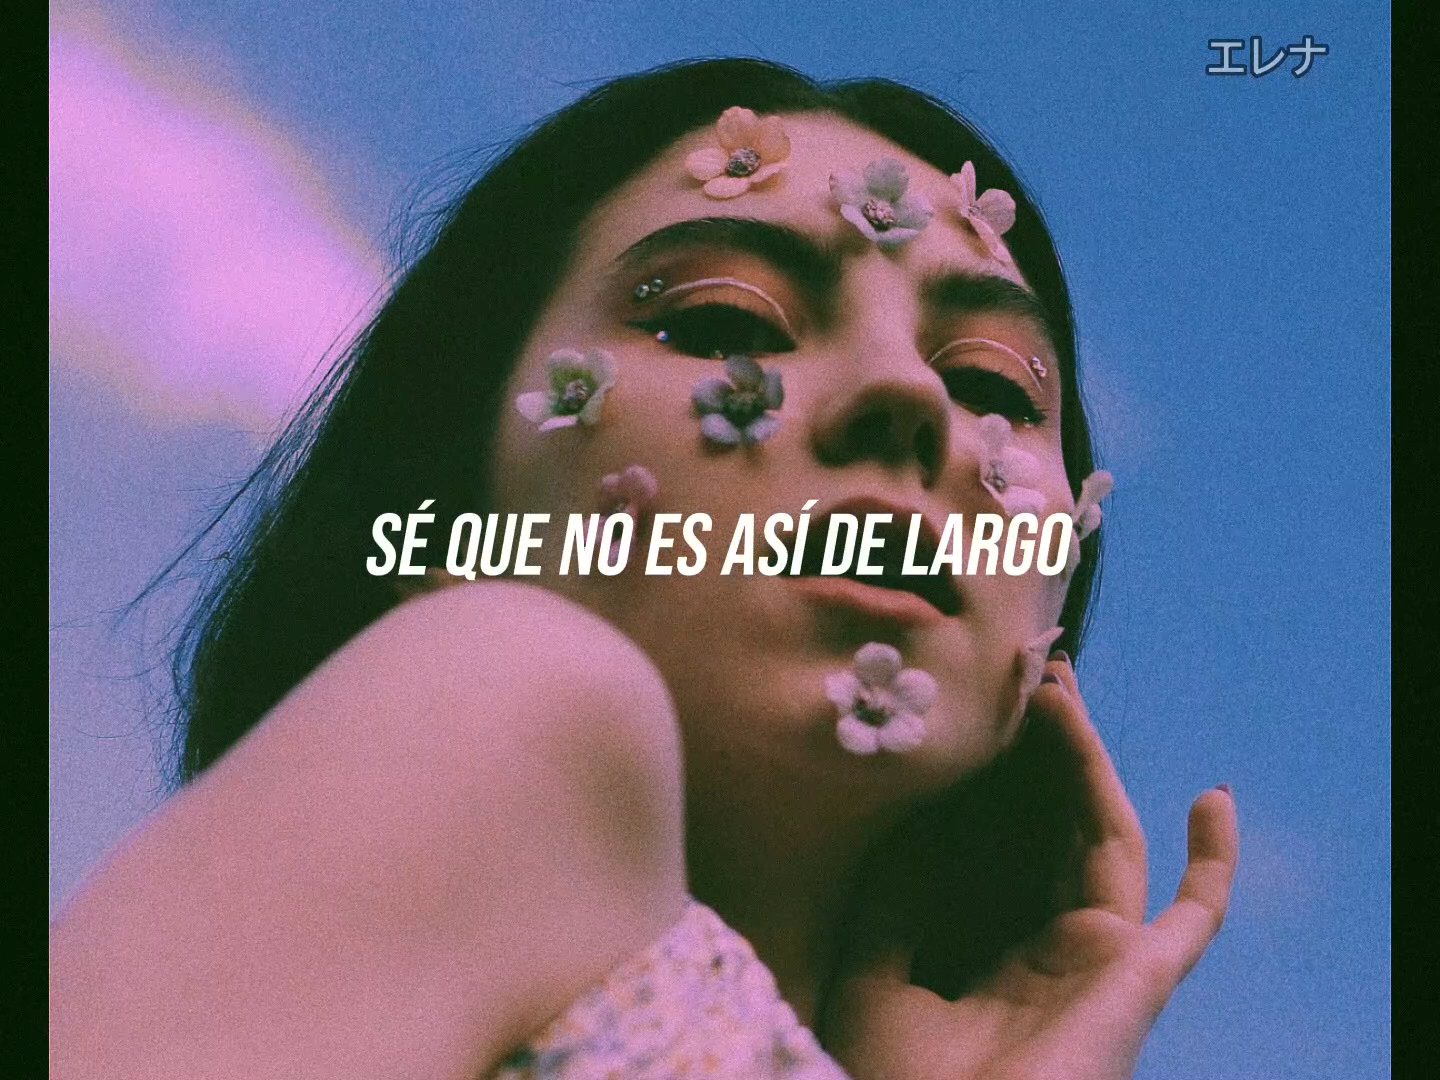 エレナ
SÉ QUE NO ES ASÍ DE LARGO